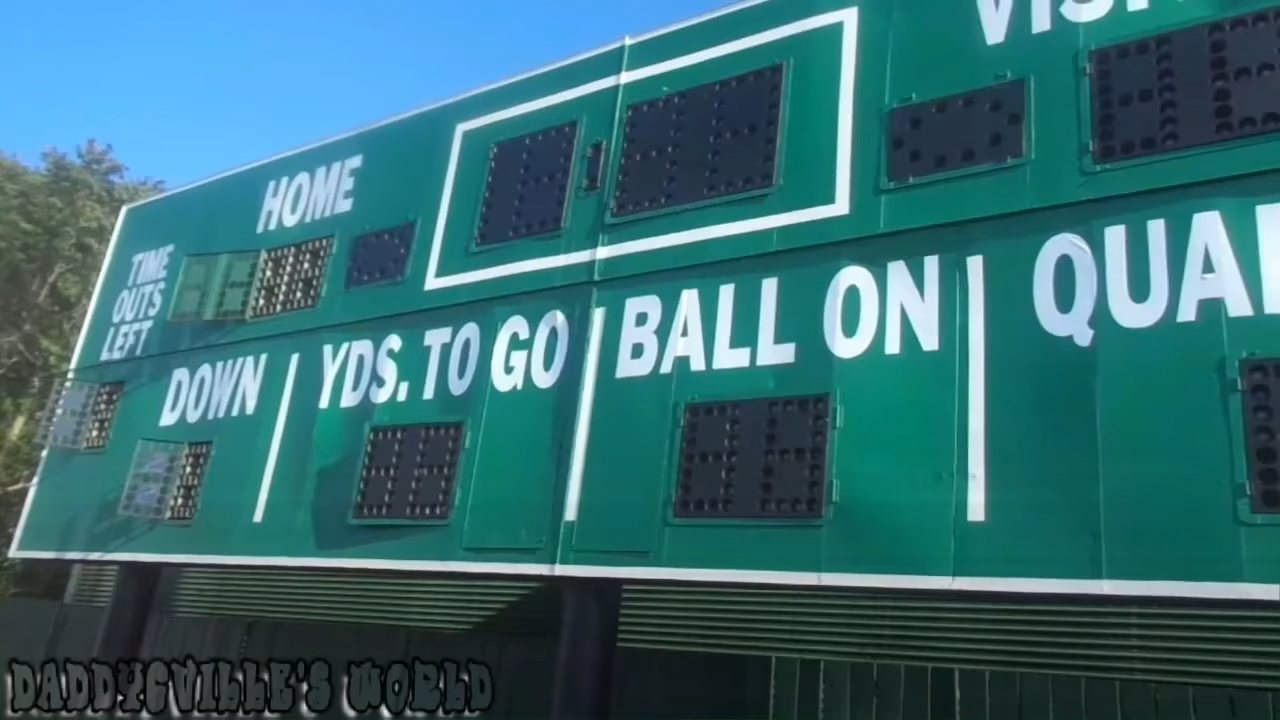 HOME
TIME
OUTS
LEFT
DOWN
YDS. TO GO
BALL ON
DADDYGVILLE'S WORLD